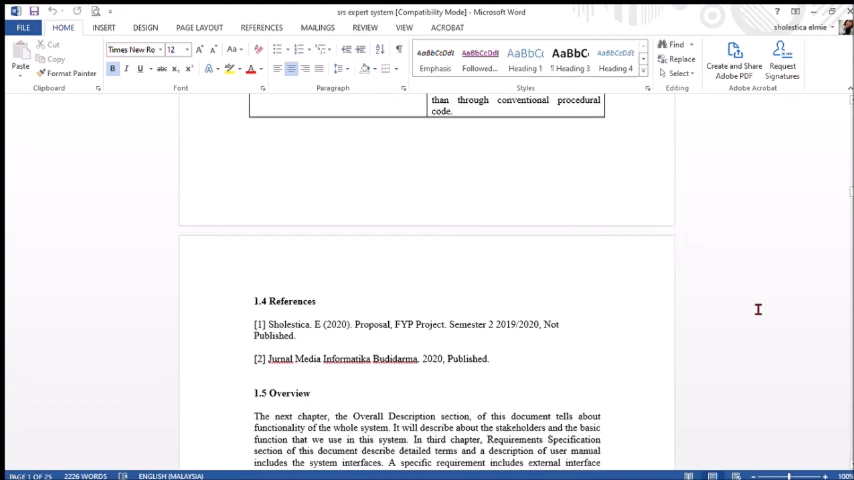 srs expert system [Compatibility Mode] - Microsoft Word
FILE HOME INSERT DESIGN PAGE LAYOUT REFERENCES MAILINGS REVIEW VIEW ACROBAT
sholestica elmie
Paste
Cut
Copy
Format Painter
Clipboard
Times New Ro 12
Font
Paragraph
AaBbCcDdI AaBbCcDdI AaBbCc AaBbCc AaBbCcDdI
Emphasis Followed... Heading 1 ¶ Heading 3 Heading 4
Styles
Find
Replace
Select
Editing
Create and Share Adobe PDF
Request Signatures
Adobe Acrobat
than through conventional procedural
code.
1.4 References
[1] Sholestica. E (2020). Proposal, FYP Project. Semester 2 2019/2020, Not
Published.
[2] Jurnal Media Informatika Budidarma. 2020, Published.
1.5 Overview
The next chapter, the Overall Description section, of this document tells about
functionality of the whole system. It will describe about the stakeholders and the basic
function that we use in this system. In third chapter, Requirements Specification
section of this document describe detailed terms and a description of user manual
includes the system interfaces. A specific requirement includes external interface
PAGE 1 OF 25 2226 WORDS ENGLISH (MALAYSIA) 100%